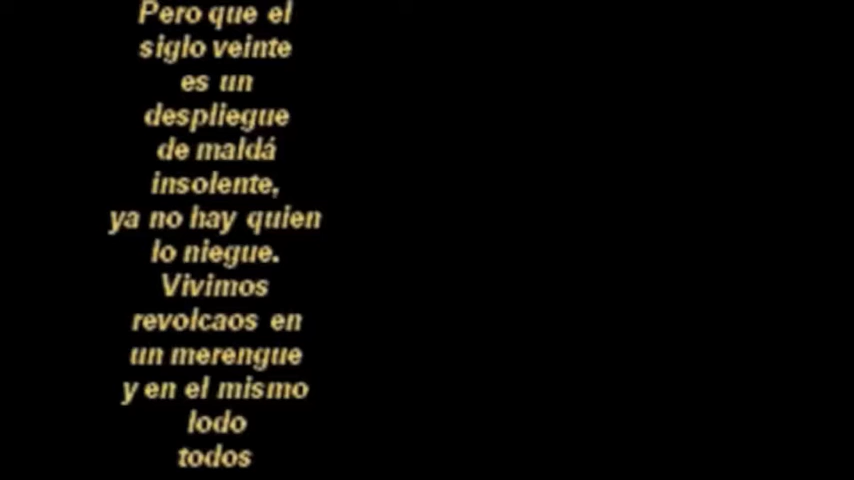 Pero que el
siglo veinte
es un
despliegue
de maldá
insolente,
ya no hay quien
lo niegue.
Vivimos
revolcaos en
un merengue
y en el mismo
lodo
todos